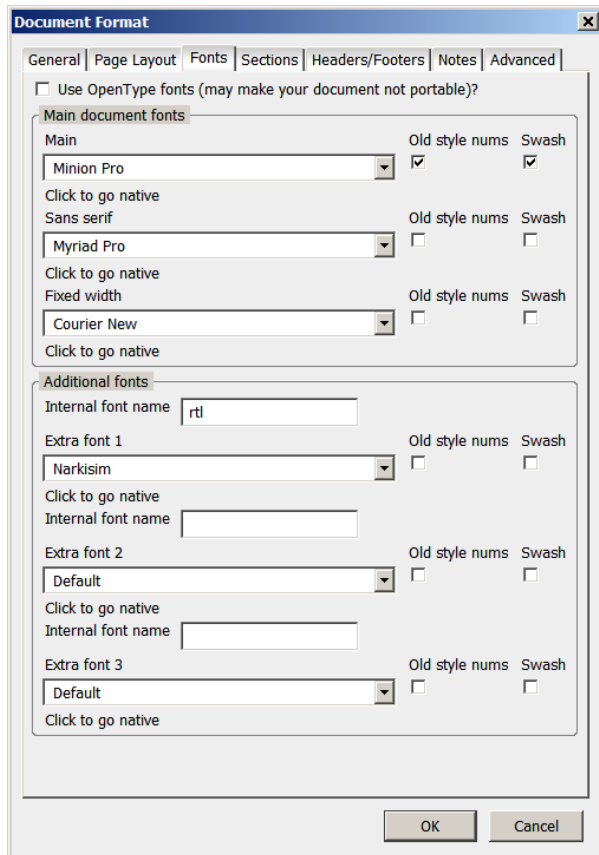 Document Format
General Page Layout Fonts Sections Headers/Footers Notes Advanced
Use OpenType fonts (may make your document not portable)?
Main document fonts
Main Old style nums Swash
Minion Pro
Click to go native
Sans serif Old style nums Swash
Myriad Pro
Click to go native
Fixed width Old style nums Swash
Courier New
Click to go native
Additional fonts
Internal font name rtl
Extra font 1 Old style nums Swash
Narkisim
Click to go native
Internal font name
Extra font 2 Old style nums Swash
Default
Click to go native
Internal font name
Extra font 3 Old style nums Swash
Default
Click to go native
OK Cancel